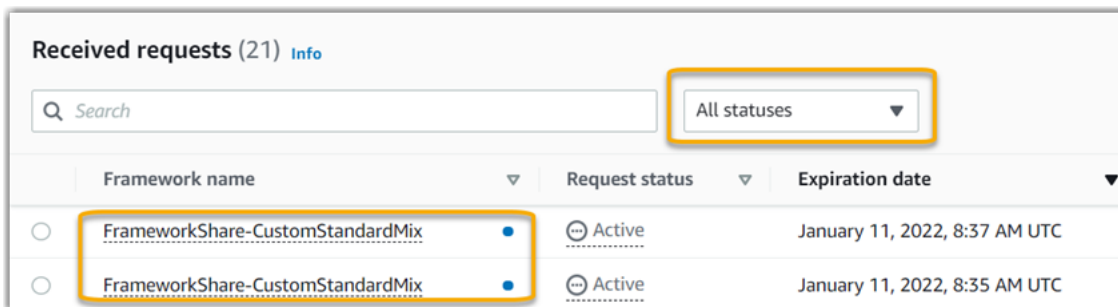 Received requests (21) Info
Search
All statuses
Framework name Request status Expiration date
FrameworkShare-CustomStandardMix Active January 11, 2022, 8:37 AM UTC
FrameworkShare-CustomStandardMix Active January 11, 2022, 8:35 AM UTC